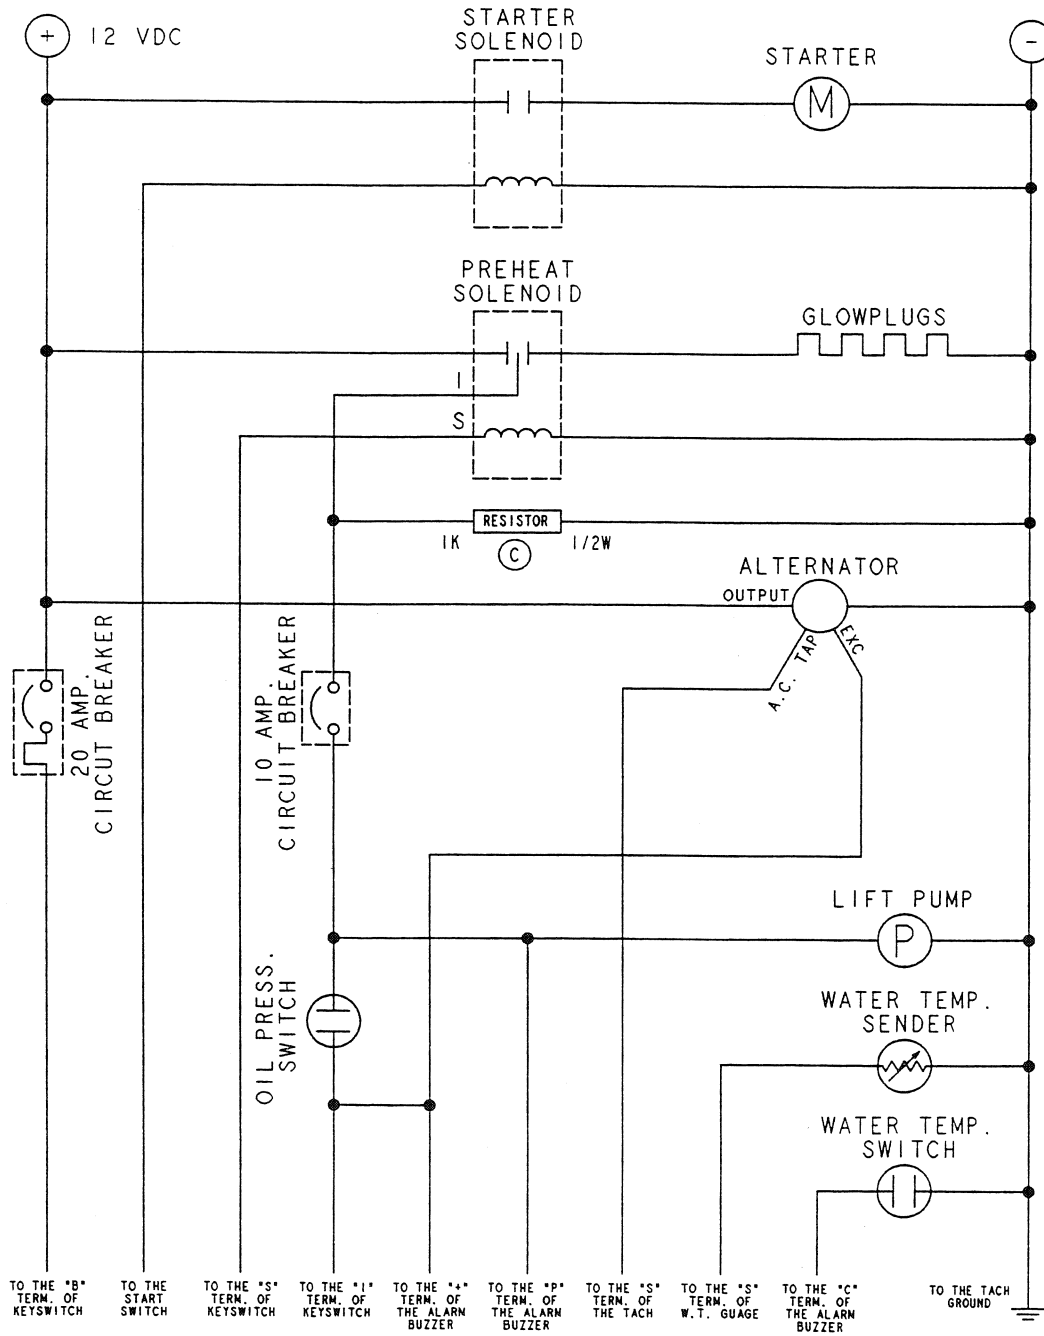 + 12 VDC
-
STARTER
SOLENOID
STARTER
M
PREHEAT
SOLENOID
GLOWPLUGS
I
S
RESISTOR
1K
C
1/2W
ALTERNATOR
OUTPUT
A.C. TAP
EXC
20 AMP.
CIRCUT BREAKER
10 AMP.
CIRCUIT BREAKER
LIFT PUMP
P
OIL PRESS.
SWITCH
WATER TEMP.
SENDER
WATER TEMP.
SWITCH
TO THE "B"
TERM. OF
KEYSWITCH
TO THE
START
SWITCH
TO THE "S"
TERM. OF
KEYSWITCH
TO THE "I"
TERM. OF
KEYSWITCH
TO THE "+"
TERM. OF
THE ALARM
BUZZER
TO THE "P"
TERM. OF
THE ALARM
BUZZER
TO THE "S"
TERM. OF
THE TACH
TO THE "S"
TERM. OF
W.T. GUAGE
TO THE "C"
TERM. OF
THE ALARM
BUZZER
TO THE TACH
GROUND